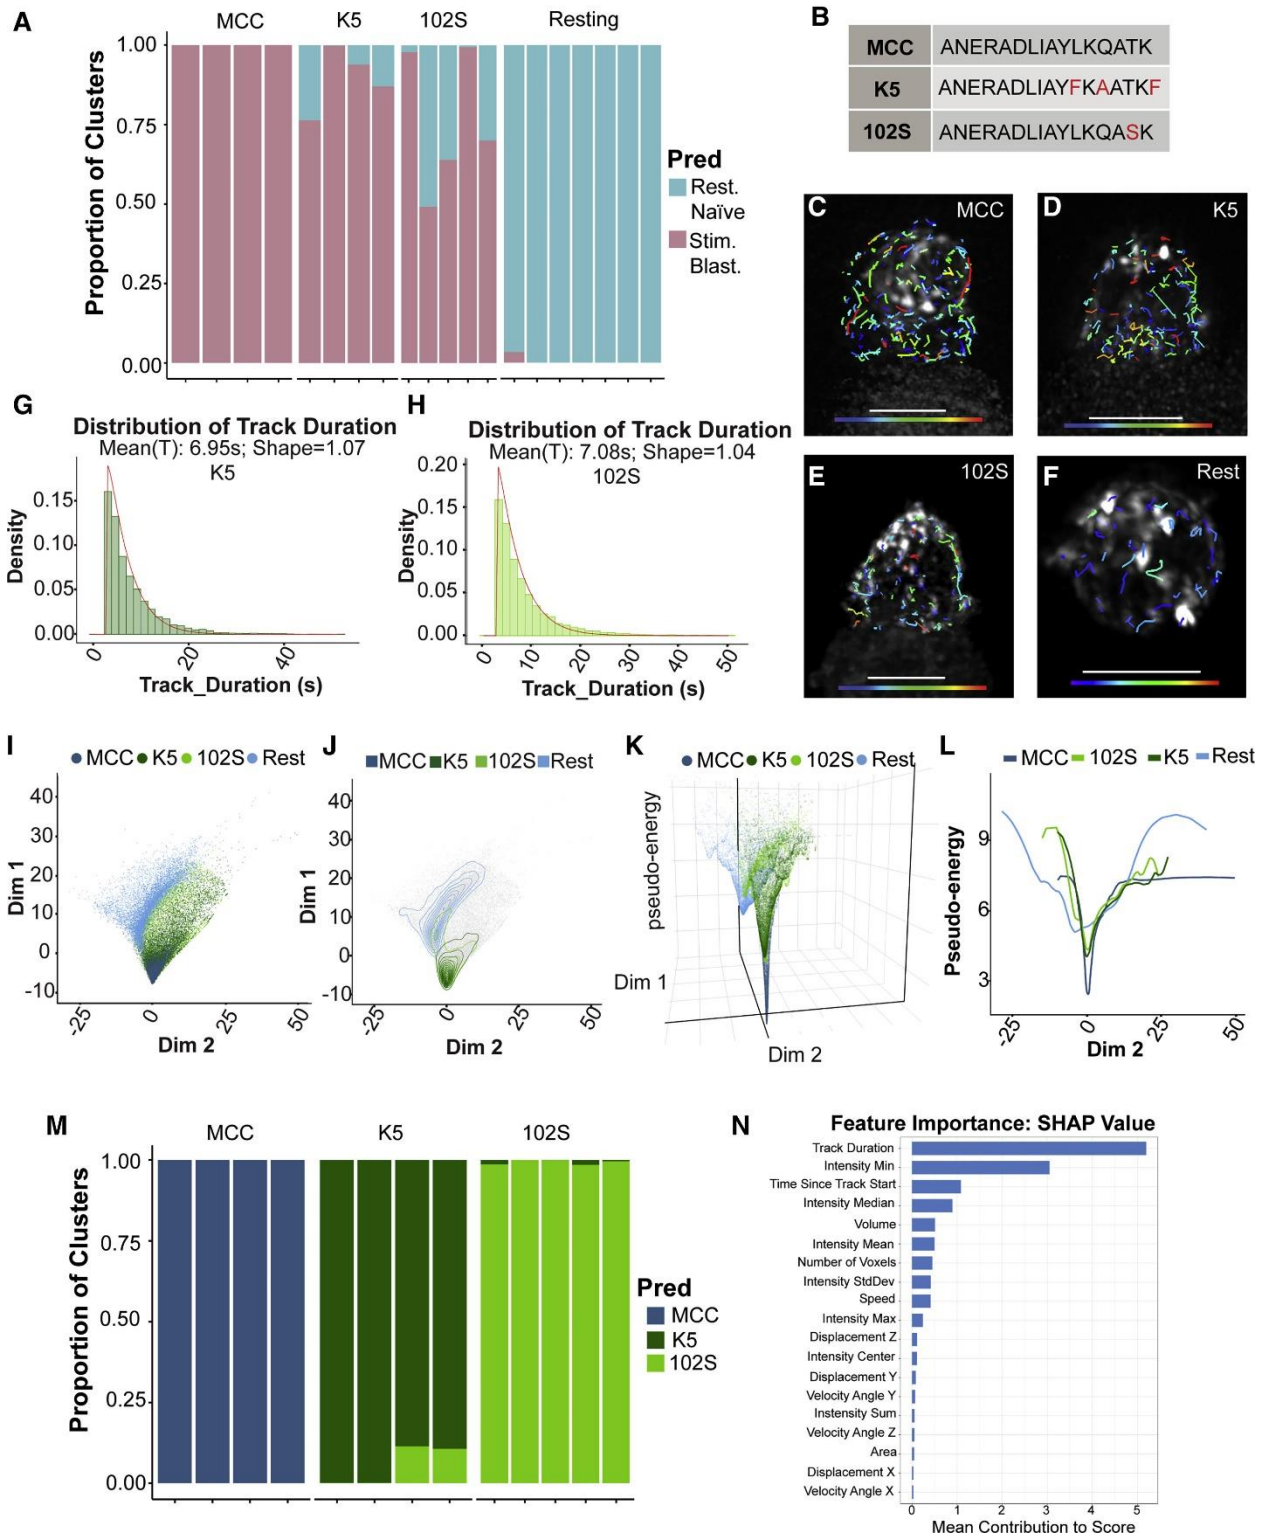 A
MCC
K5
102S
Resting
Proportion of Clusters
1.00
0.75
0.50
0.25
0.00
Pred
Rest.
Naïve
Stim.
Blast.
B
MCC ANERADLIAYLKQATK
K5 ANERADLIAYFKAATKF
102S ANERADLIAYLKQASK
C
MCC
D
K5
E
102S
F
Rest
G
Distribution of Track Duration
Mean(T): 6.95s; Shape=1.07
K5
Density
0.15
0.10
0.05
0.00
0 20 40
Track_Duration (s)
H
Distribution of Track Duration
Mean(T): 7.08s; Shape=1.04
102S
Density
0.20
0.15
0.10
0.05
0.00
0 10 20 30 40 50
Track_Duration (s)
I
MCC K5 102S Rest
Dim 1
40
30
20
10
0
-10
-25 0 25 50
Dim 2
J
MCC K5 102S Rest
Dim 1
40
30
20
10
0
-10
-25 0 25 50
Dim 2
K
MCC K5 102S Rest
pseudo-energy
Dim 1
Dim 2
L
MCC 102S K5 Rest
Pseudo-energy
9
6
3
-25 0 25 50
Dim 2
M
MCC
K5
102S
Proportion of Clusters
1.00
0.75
0.50
0.25
0.00
Pred
MCC
K5
102S
N
Feature Importance: SHAP Value
Track Duration
Intensity Min
Time Since Track Start
Intensity Median
Volume
Intensity Mean
Number of Voxels
Intensity StdDev
Speed
Intensity Max
Displacement Z
Intensity Center
Displacement Y
Velocity Angle Y
Instensity Sum
Velocity Angle Z
Area
Displacement X
Velocity Angle X
0 1 2 3 4 5
Mean Contribution to Score